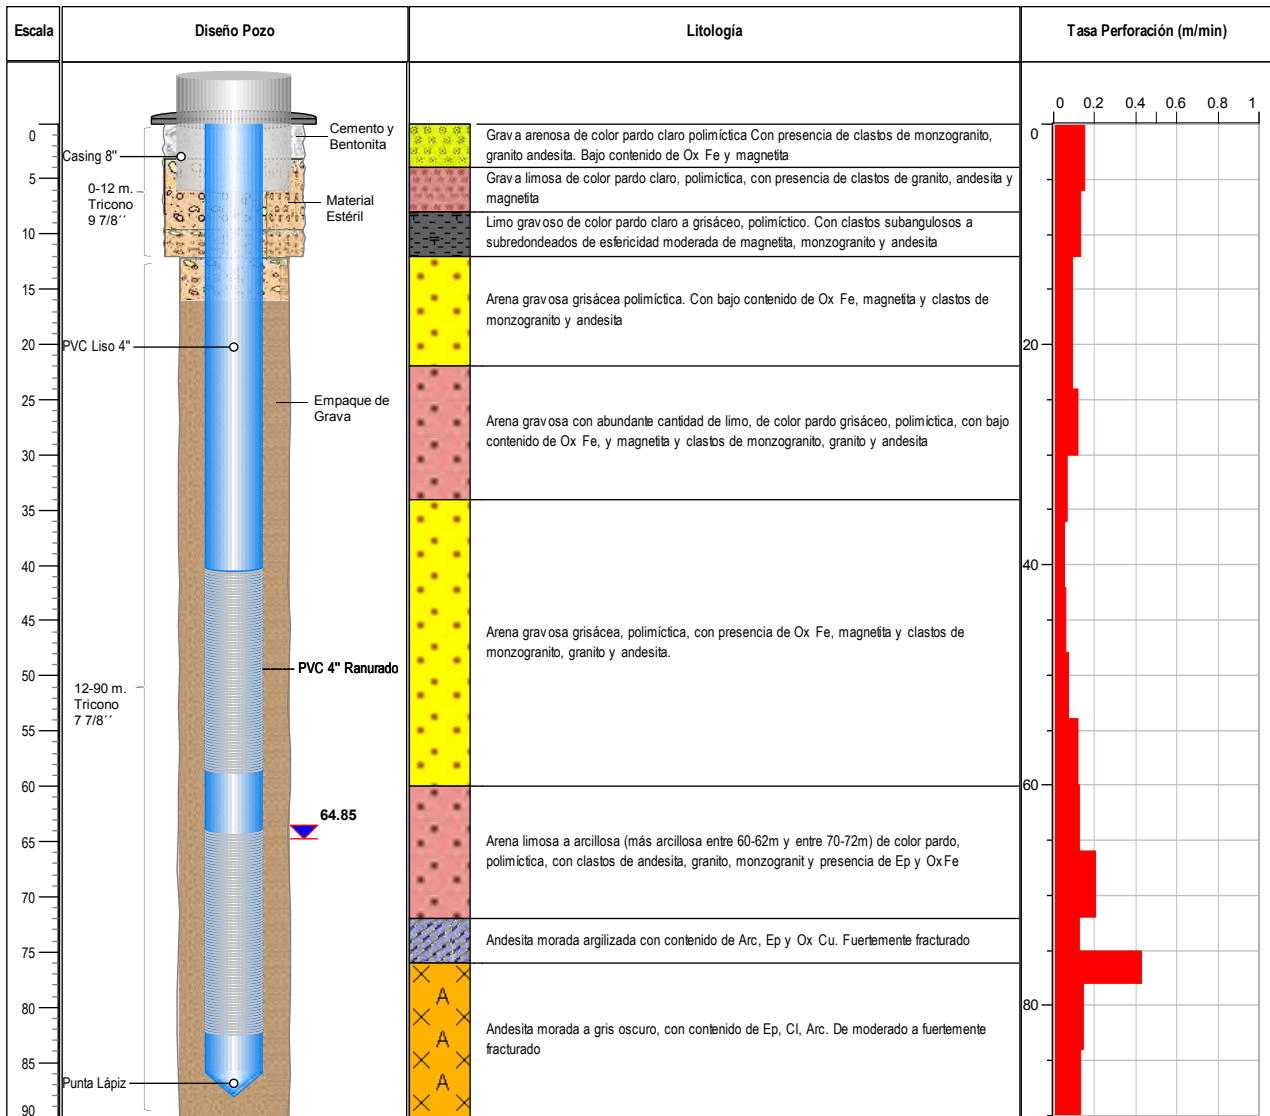 Escala
Diseño Pozo
Litología
Tasa Perforación (m/min)
0
5
10
15
20
25
30
35
40
45
50
55
60
65
70
75
80
85
90
Casing 8"
0-12 m.
Tricono
9 7/8´´
Cemento y
Bentonita
Material
Estéril
PVC Liso 4"
Empaque de
Grava
PVC 4" Ranurado
12-90 m.
Tricono
7 7/8´´
64.85
Punta Lápiz
Grava arenosa de color pardo claro polimíctica Con presencia de clastos de monzogranito,
granito andesita. Bajo contenido de Ox Fe y magnetita
Grava limosa de color pardo claro, polimíctica, con presencia de clastos de granito, andesita y
magnetita
Limo gravoso de color pardo claro a grisáceo, polimíctico. Con clastos subangulosos a
subredondeados de esfericidad moderada de magnetita, monzogranito y andesita
Arena gravosa grisácea polimíctica. Con bajo contenido de Ox Fe, magnetita y clastos de
monzogranito y andesita
Arena gravosa con abundante cantidad de limo, de color pardo grisáceo, polimíctica, con bajo
contenido de Ox Fe, y magnetita y clastos de monzogranito, granito y andesita
Arena gravosa grisácea, polimíctica, con presencia de Ox Fe, magnetita y clastos de
monzogranito, granito y andesita.
Arena limosa a arcillosa (más arcillosa entre 60-62m y entre 70-72m) de color pardo,
polimíctica, con clastos de andesita, granito, monzogranit y presencia de Ep y Ox Fe
Andesita morada argilizada con contenido de Arc, Ep y Ox Cu. Fuertemente fracturado
A
A
A
Andesita morada a gris oscuro, con contenido de Ep, Cl, Arc. De moderado a fuertemente
fracturado
0 0.2 0.4 0.6 0.8 1
0
20
40
60
80